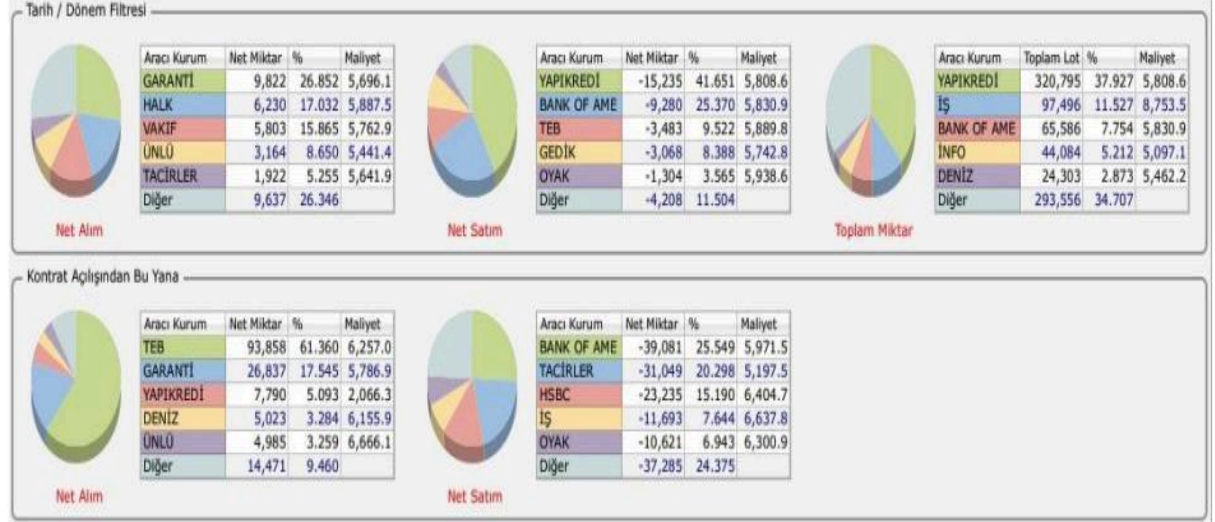 Tarih / Dönem Filtresi
Aracı Kurum Net Miktar % Maliyet
GARANTİ 9,822 26.852 5,696.1
HALK 6,230 17.032 5,887.5
VAKIF 5,803 15.865 5,762.9
ÜNLÜ 3,164 8.650 5,441.4
TACİRLER 1,922 5.255 5,641.9
Diğer 9,637 26.346
Net Alım
Aracı Kurum Net Miktar % Maliyet
YAPIKREDİ -15,235 41.651 5,808.6
BANK OF AME -9,280 25.370 5,830.9
TEB -3,483 9.522 5,889.8
GEDİK -3,068 8.388 5,742.8
OYAK -1,304 3.565 5,938.6
Diğer -4,208 11.504
Net Satım
Aracı Kurum Toplam Lot % Maliyet
YAPIKREDİ 320,795 37.927 5,808.6
İŞ 97,496 11.527 8,753.5
BANK OF AME 65,586 7.754 5,830.9
İNFO 44,084 5.212 5,097.1
DENİZ 24,303 2.873 5,462.2
Diğer 293,556 34.707
Toplam Miktar
Kontrat Açılışından Bu Yana
Aracı Kurum Net Miktar % Maliyet
TEB 93,858 61.360 6,257.0
GARANTİ 26,837 17.545 5,786.9
YAPIKREDİ 7,790 5.093 2,066.3
DENİZ 5,023 3.284 6,155.9
ÜNLÜ 4,985 3.259 6,666.1
Diğer 14,471 9.460
Net Alım
Aracı Kurum Net Miktar % Maliyet
BANK OF AME -39,081 25.549 5,971.5
TACİRLER -31,049 20.298 5,197.5
HSBC -23,235 15.190 6,404.7
İŞ -11,693 7.644 6,637.8
OYAK -10,621 6.943 6,300.9
Diğer -37,285 24.375
Net Satım